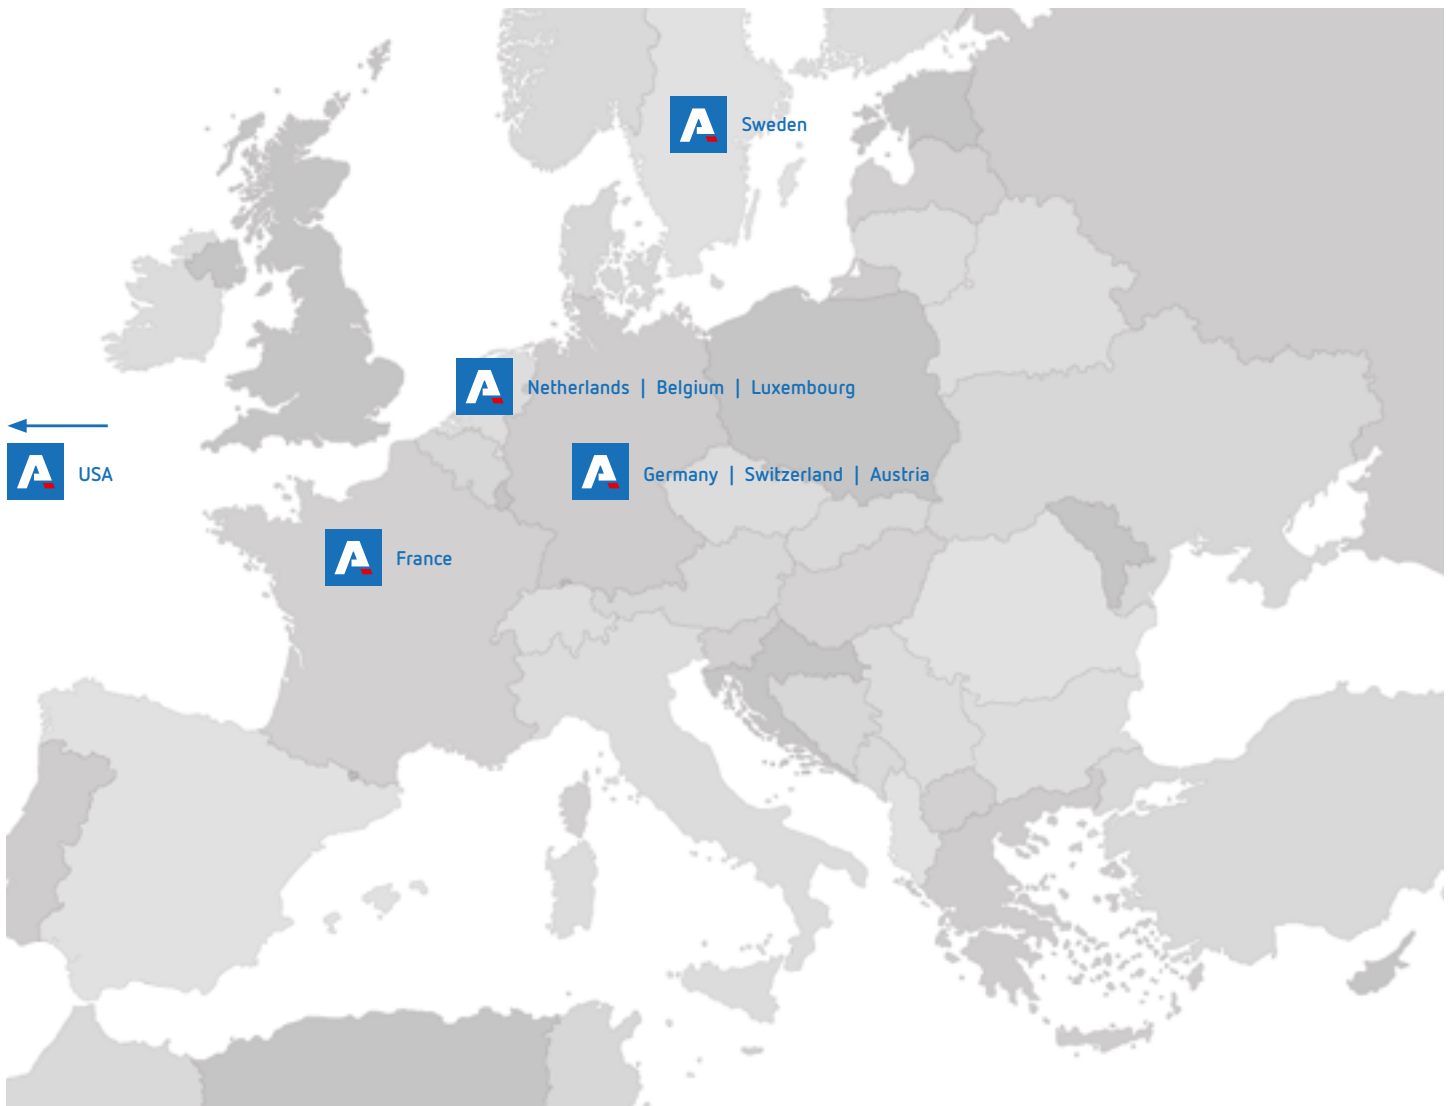 Sweden
Netherlands | Belgium | Luxembourg
USA
Germany | Switzerland | Austria
France